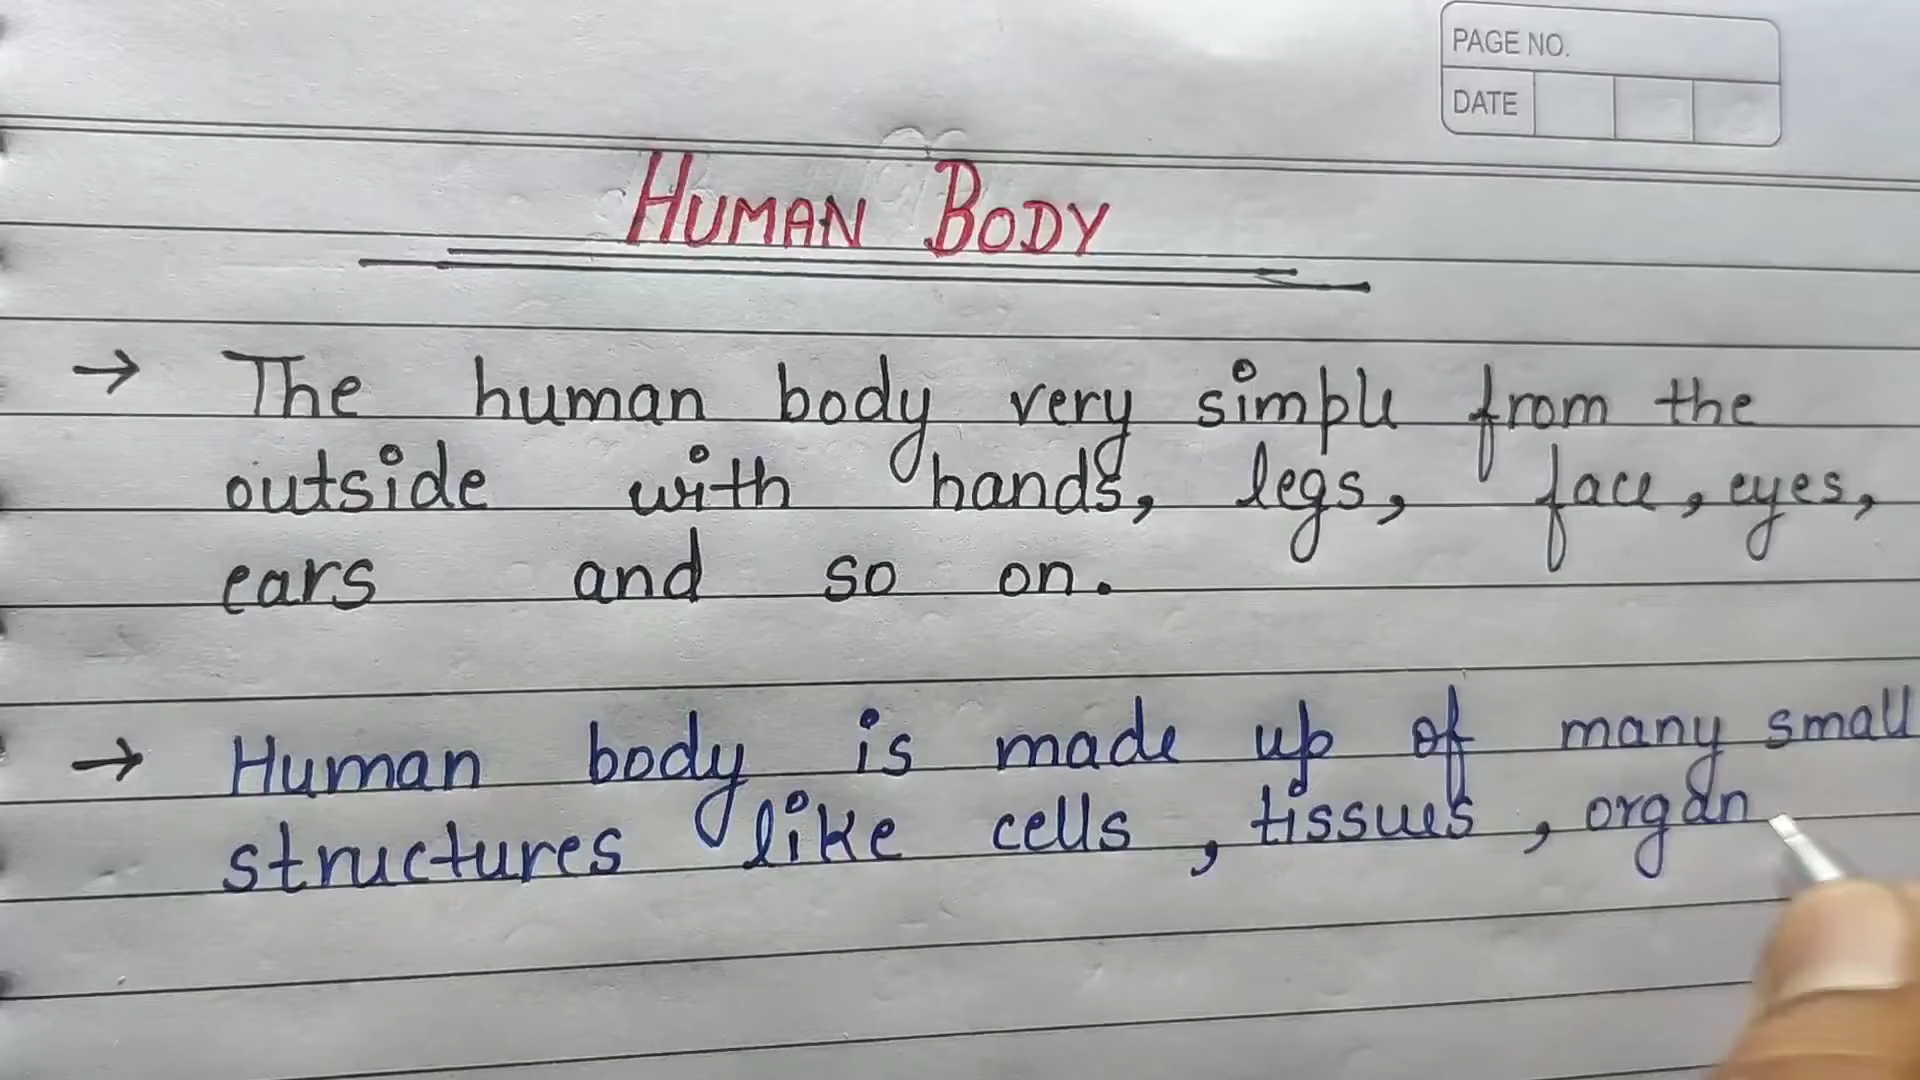 PAGE NO.
DATE
HUMAN BODY
→ The human body very simple from the
outside with hands, legs, face, eyes,
ears and so on.
→ Human body is made up of many small
structures like cells, tissues, organ